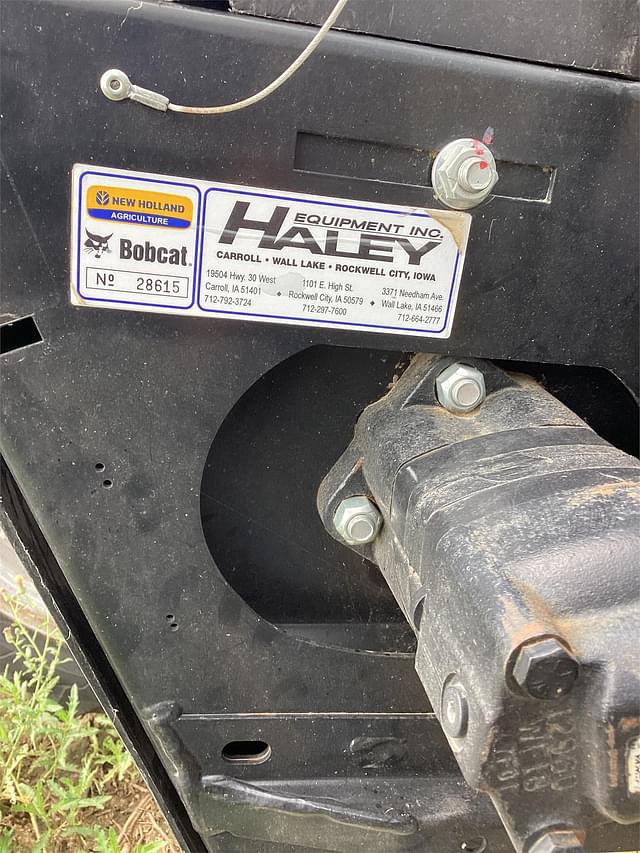 NEW HOLLAND
AGRICULTURE
Bobcat
Nº 28615
EQUIPMENT INC.
HALEY
CARROLL • WALL LAKE • ROCKWELL CITY, IOWA
19504 Hwy. 30 West
Carroll, IA 51401
712-792-3724
1101 E. High St.
Rockwell City, IA 50579
712-297-7600
3371 Needham Ave.
Wall Lake, IA 51466
712-664-2777